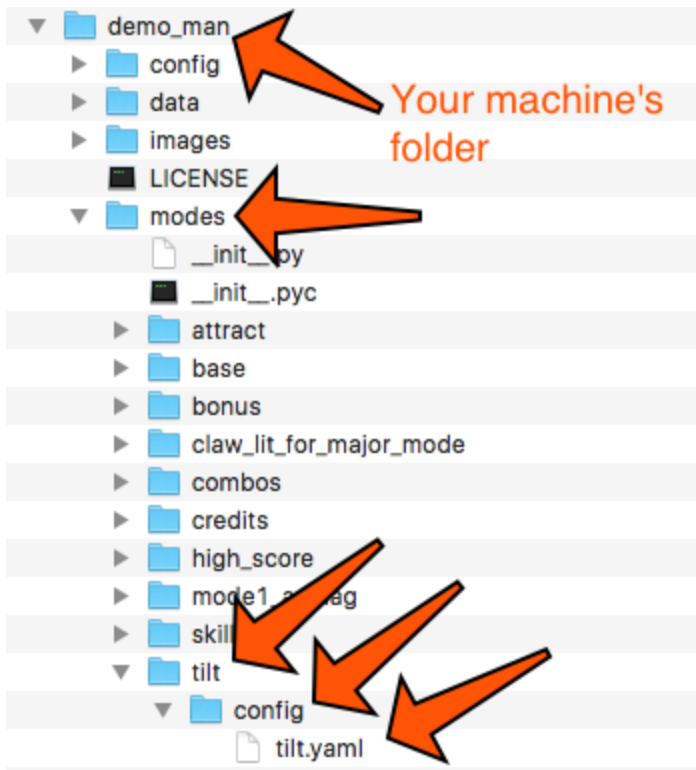 demo_man
config
data
Your machine's
folder
images
LICENSE
modes
__init__.py
__init__.pyc
attract
base
bonus
claw_lit_for_major_mode
combos
credits
high_score
tilt
config
tilt.yaml